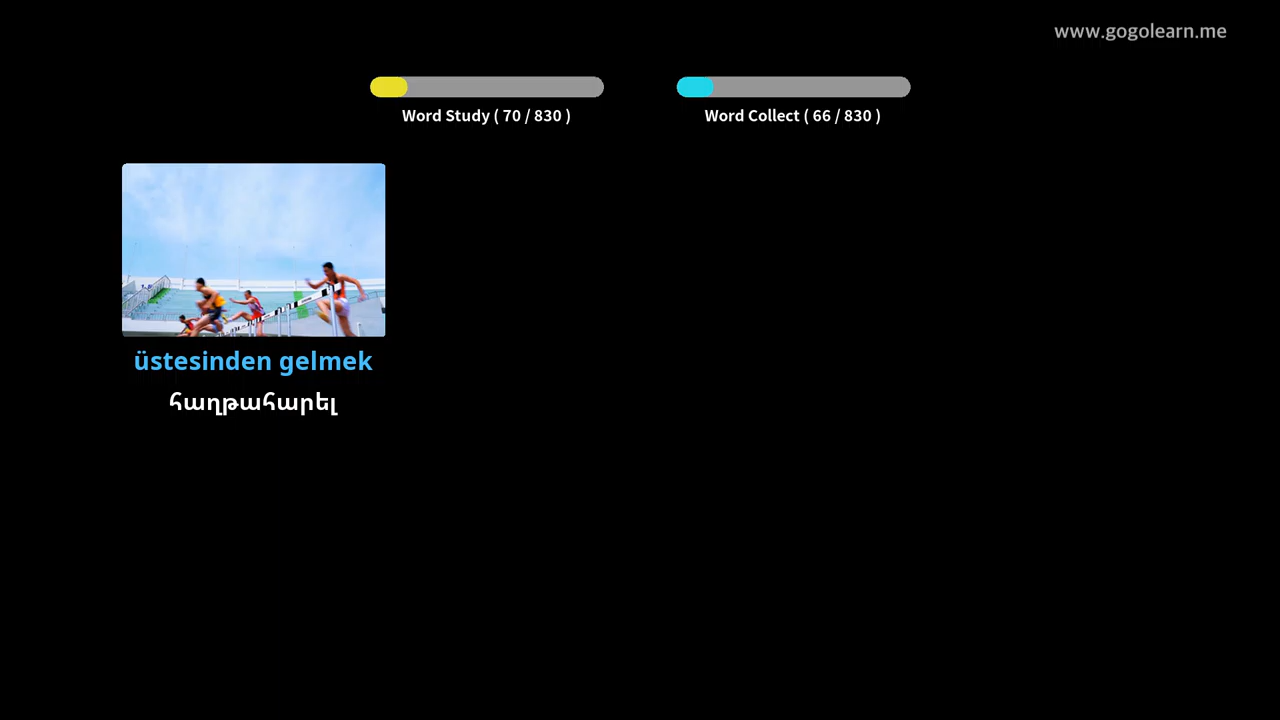 www.gogolearn.me
Word Study ( 70 / 830 )
Word Collect ( 66 / 830 )
üstesinden gelmek
հաղթահարել